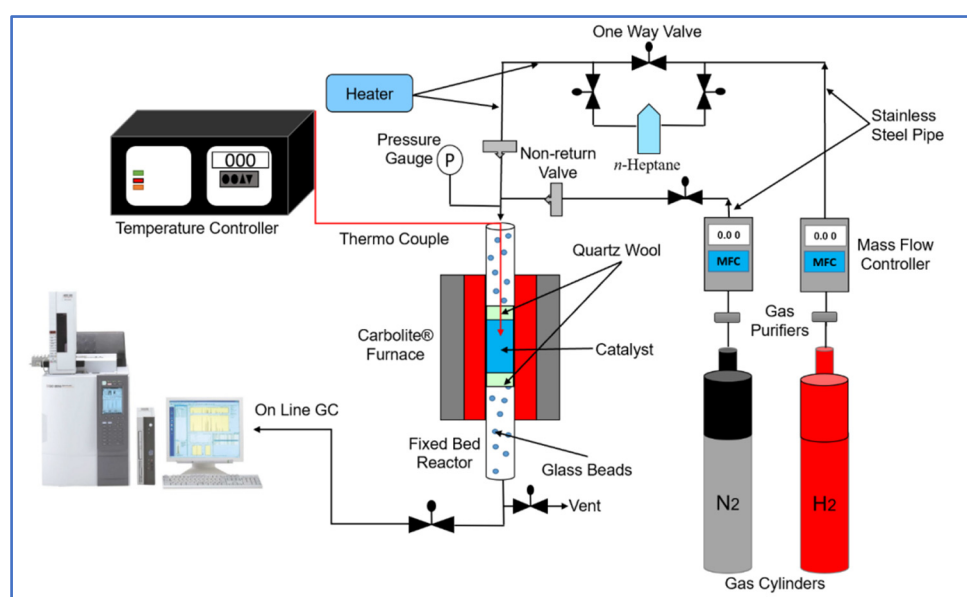 One Way Valve
Heater
Stainless
Steel Pipe
Pressure
Gauge
P
Non-return
Valve
n-Heptane
000
Temperature Controller
Thermo Couple
0.0 0
MFC
0.0 0
MFC
Mass Flow
Controller
Quartz Wool
Gas
Purifiers
Carbolite®
Furnace
Catalyst
On Line GC
Fixed Bed
Reactor
Glass Beads
Vent
N2
H2
Gas Cylinders